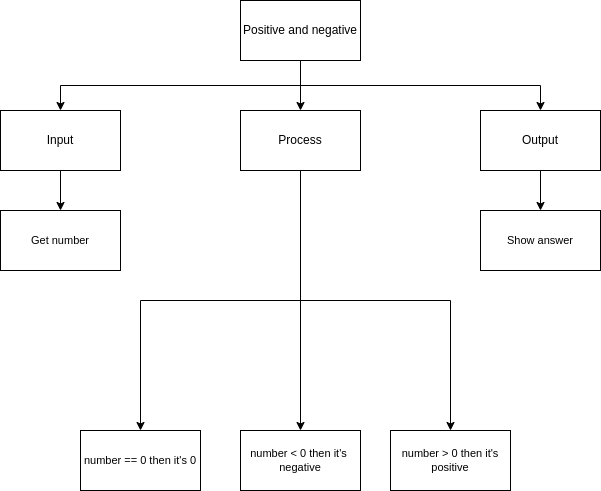 Positive and negative
Input
Process
Output
Get number
Show answer
number == 0 then it's 0
number < 0 then it's
negative
number > 0 then it's
positive